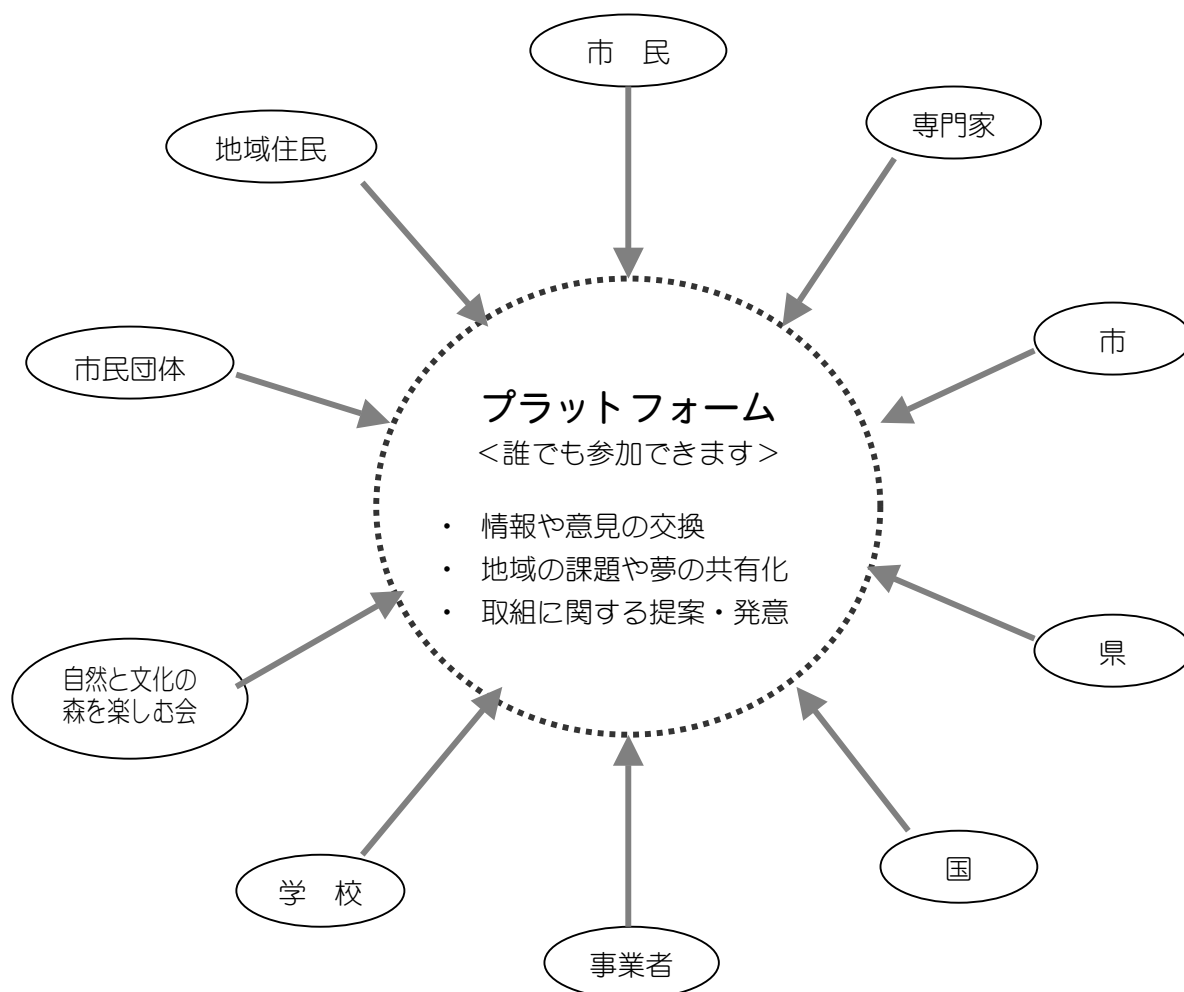 市　民
専門家
地域住民
市
市民団体
プラットフォーム
＜誰でも参加できます＞
・　情報や意見の交換
・　地域の課題や夢の共有化
・　取組に関する提案・発意
県
自然と文化の
森を楽しむ会
国
学　校
事業者